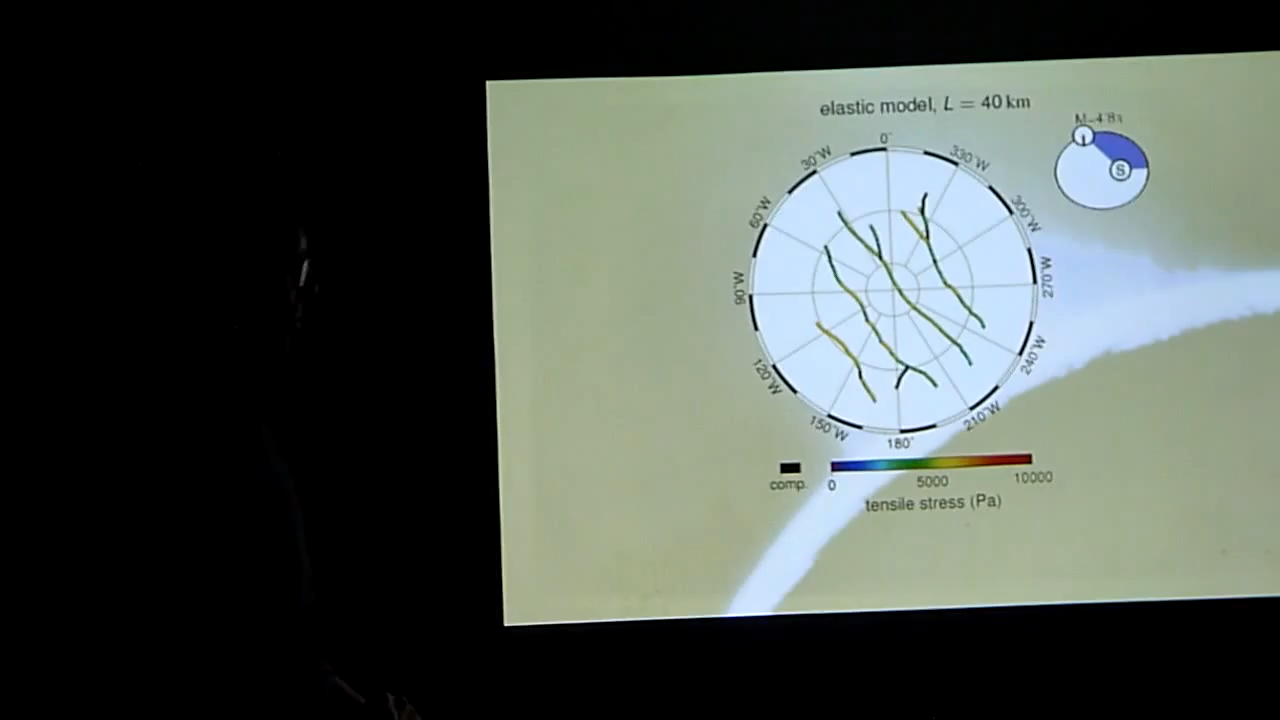 elastic model, L = 40 km
0°
30°W
330°W
60°W
300°W
90°W
270°W
120°W
240°W
150°W
210°W
180°
S
comp.
0
5000
10000
tensile stress (Pa)